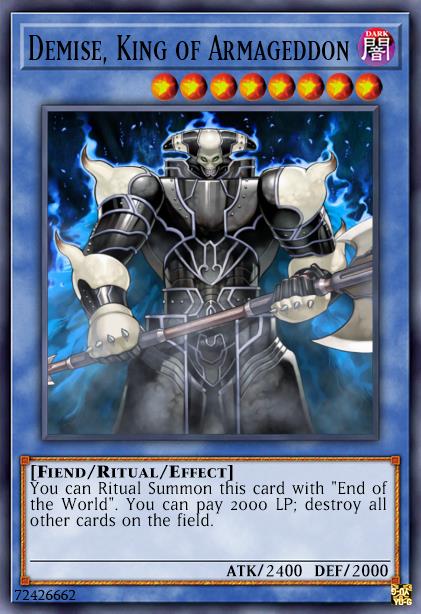 Demise, King of Armageddon
DARK
闇
[Fiend/Ritual/Effect]
You can Ritual Summon this card with "End of
the World". You can pay 2000 LP; destroy all
other cards on the field.
ATK/2400 DEF/2000
72426662